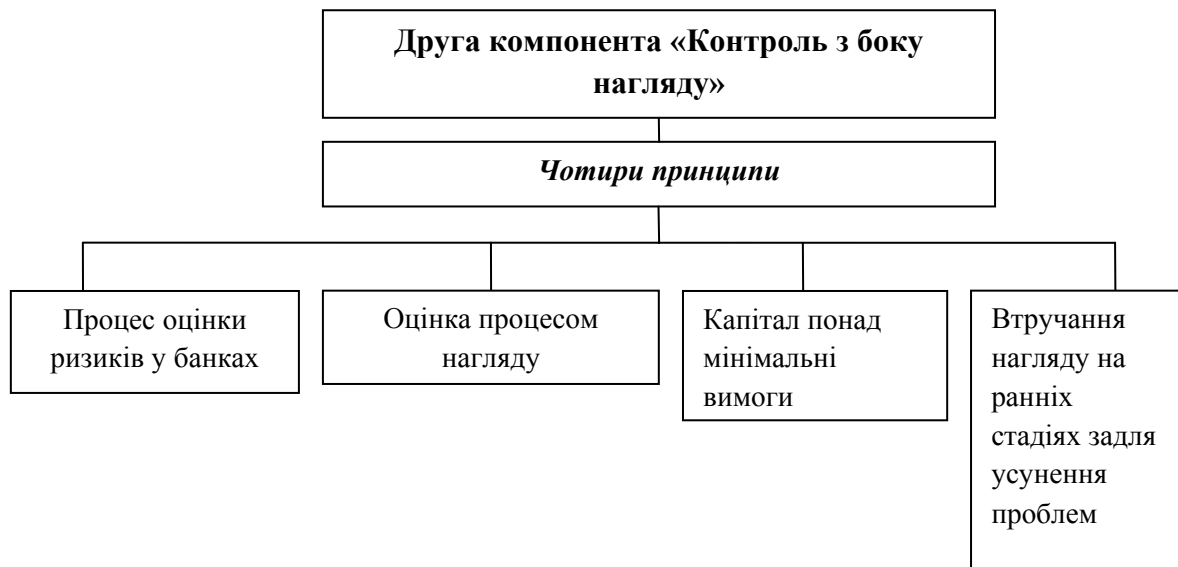 Друга компонента «Контроль з боку
нагляду»
Чотири принципи
Процес оцінки
ризиків у банках
Оцінка процесом
нагляду
Капітал понад
мінімальні
вимоги
Втручання
нагляду на
ранніх
стадіях задля
усунення
проблем